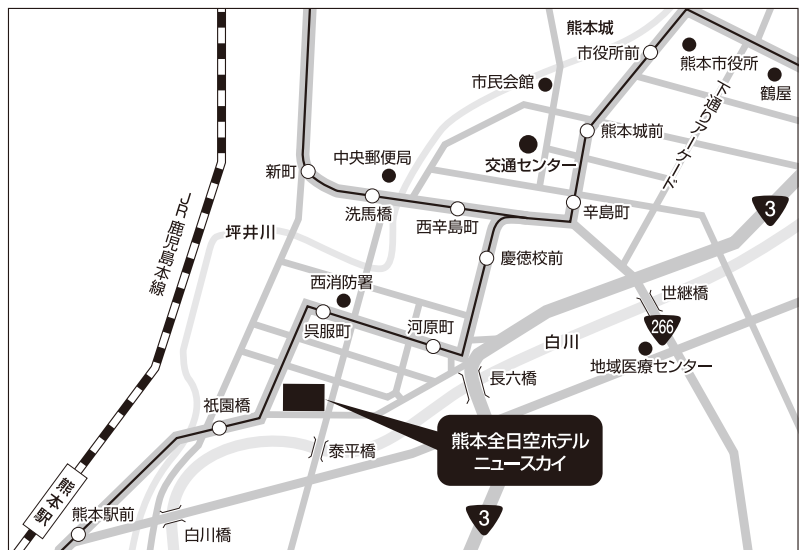 熊本城
市役所前
熊本市役所
鶴屋
市民会館
下通りアーケード
熊本城前
交通センター
中央郵便局
新町
洗馬橋
西辛島町
辛島町
3
坪井川
JR鹿児島本線
慶徳校前
西消防署
世継橋
266
呉服町
河原町
白川
地域医療センター
長六橋
祇園橋
泰平橋
熊本全日空ホテル
ニュースカイ
熊本駅
熊本駅前
白川橋
3